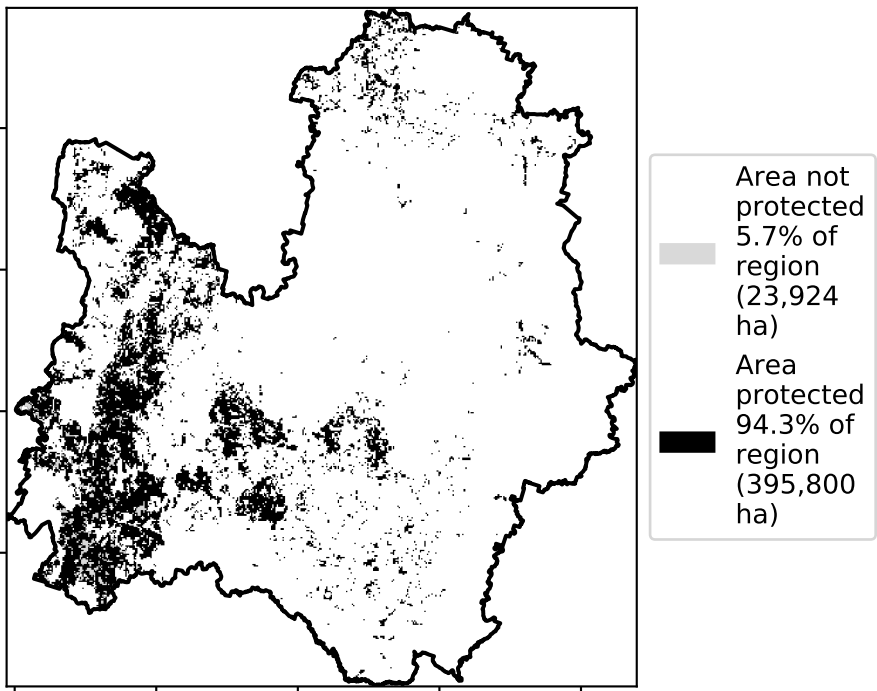 Area not
protected
5.7% of
region
(23,924
ha)
Area
protected
94.3% of
region
(395,800
ha)